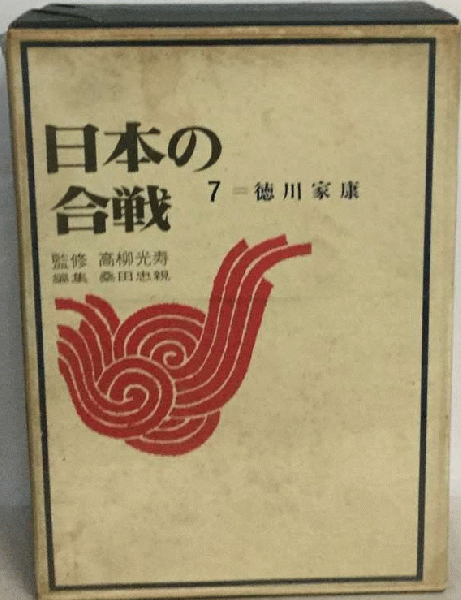 日本の
合戦
7=徳川家康
監修 高柳光寿
編集 桑田忠親